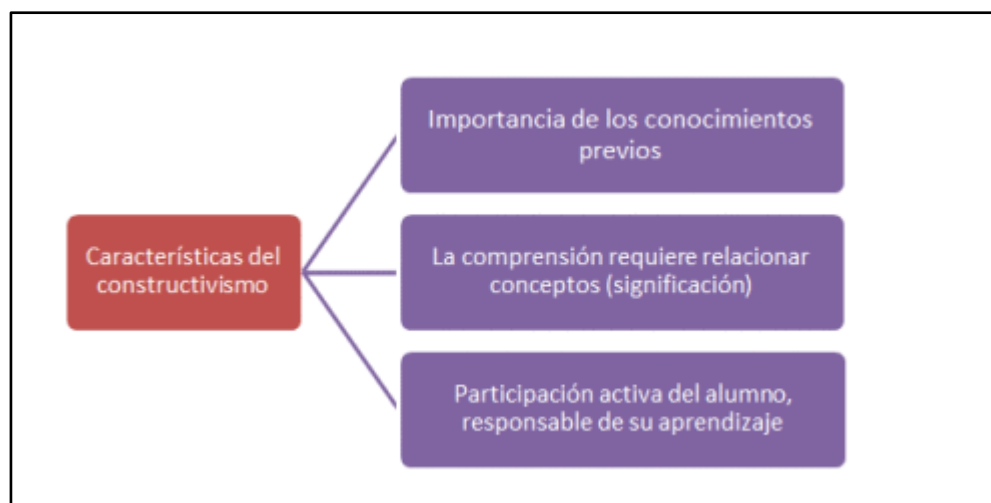 Importancia de los conocimientos
previos
Característicás del
constructivismo
La comprensión requiere relacionar
conceptos (significación)
Participación activa del alumno,
responsable de su aprendizaje